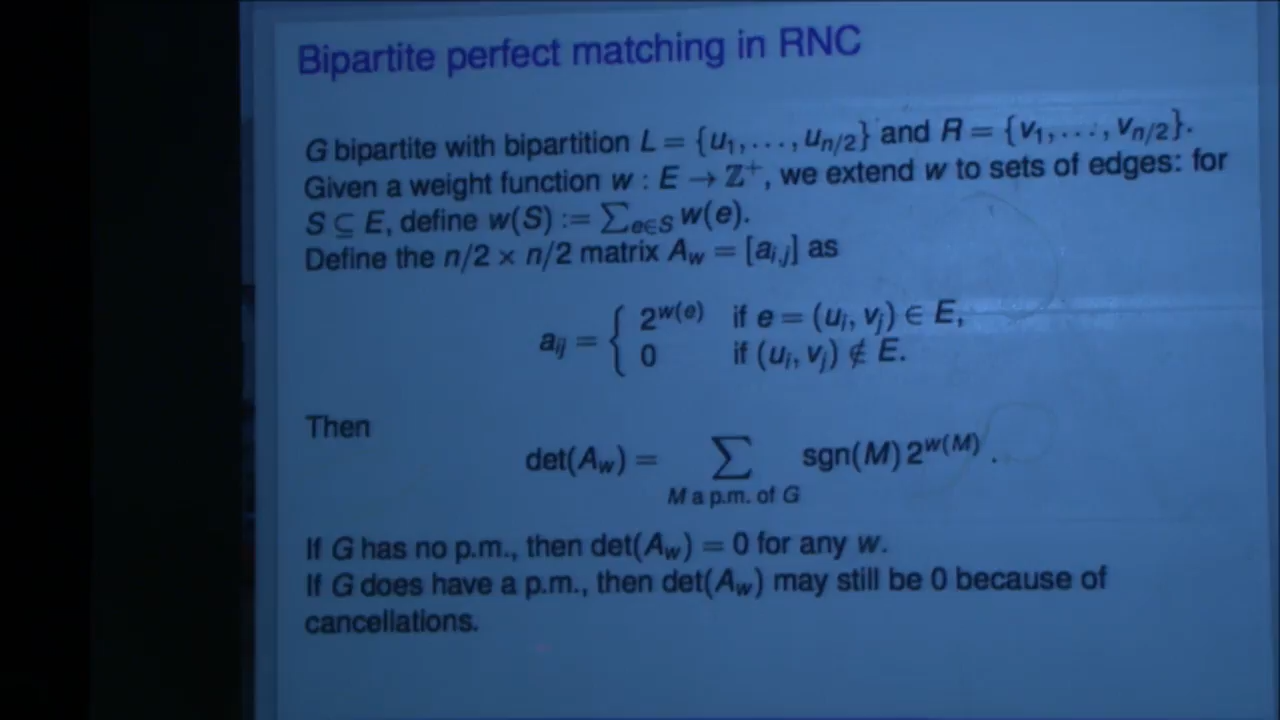 Bipartite perfect matching in RNC
G bipartite with bipartition L = {u₁, . . . , u_{n/2}} and R = {v₁, . . . , v_{n/2}}.
Given a weight function w : E → ℤ⁺, we extend w to sets of edges: for
S ⊆ E, define w(S) := ∑_{e∈S} w(e).
Define the n/2 × n/2 matrix A_w = [a_{i,j}] as
a_{ij} = { 2^{w(e)} if e = (u_i, v_j) ∈ E,
0 if (u_i, v_j) ∉ E.
Then
det(A_w) = ∑_{M a p.m. of G} sgn(M) 2^{w(M)} .
If G has no p.m., then det(A_w) = 0 for any w.
If G does have a p.m., then det(A_w) may still be 0 because of
cancellations.